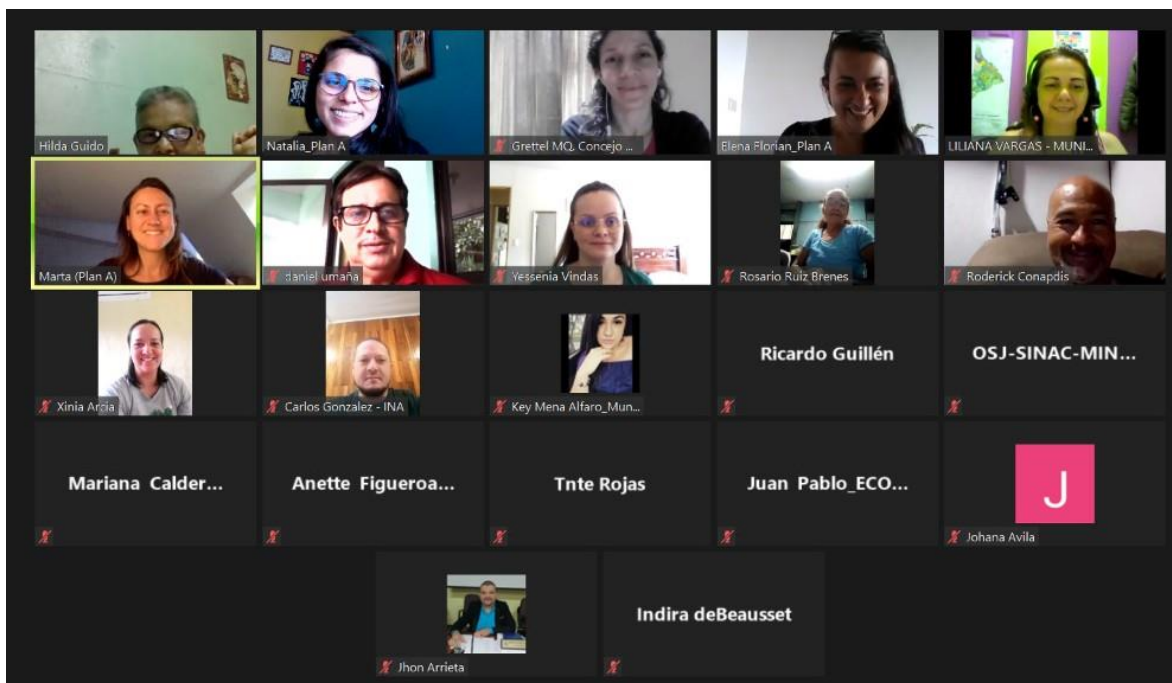 Hilda Guido
Natalia_Plan A
Grettel MQ. Concejo ...
Elena Florian_Plan A
LILIANA VARGAS - MUNI...
Marta (Plan A)
daniel umaña
Yessenia Vindas
Rosario Ruiz Brenes
Roderick Conapdis
Xinia Arcia
Carlos Gonzalez - INA
Key Mena Alfaro_Mun...
Ricardo Guillén
OSJ-SINAC-MIN...
Mariana Calder...
Anette Figueroa...
Tnte Rojas
Juan Pablo_ECO...
J
Johana Avila
Jhon Arrieta
Indira deBeausset